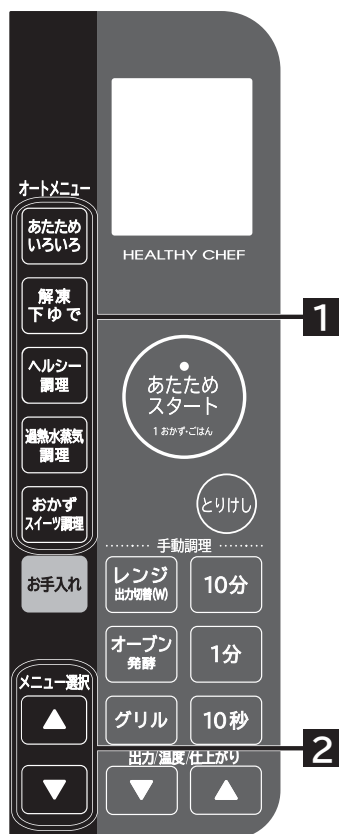 オートメニュー
あたため
いろいろ
解凍
下ゆで
ヘルシー
調理
過熱水蒸気
調理
おかず
スイーツ調理
お手入れ
メニュー選択
▲
▼
HEALTHY CHEF
あたため
スタート
1 おかず・ごはん
とりけし
手動調理
レンジ
出力切替(W)
10分
オーブン
発酵
1分
グリル
10秒
出力/温度/仕上がり
▼ ▲
1
2